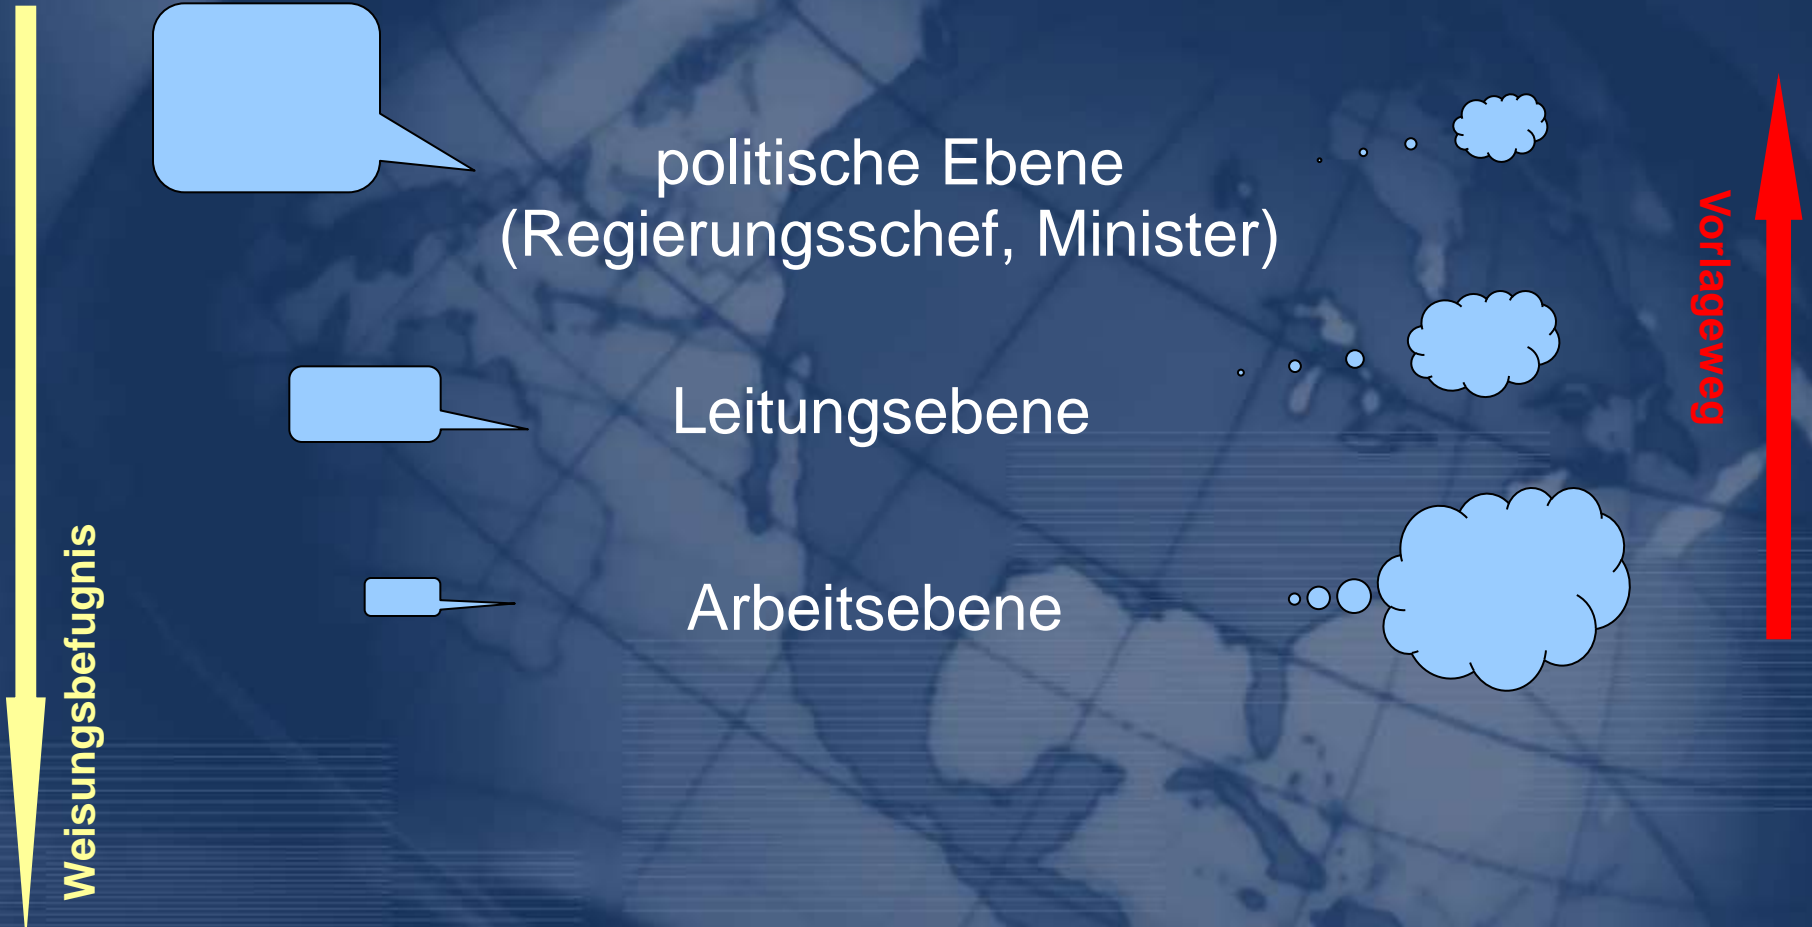 politische Ebene
(Regierungsschef, Minister)
Leitungsebene
Arbeitsebene
Weisungsbefugnis
Vorlageweg